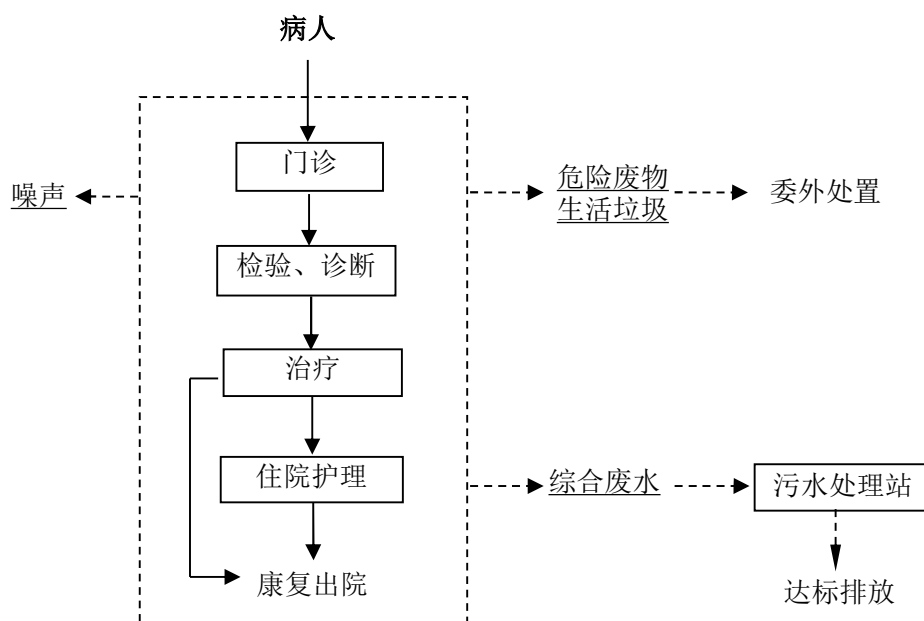 病人
门诊
噪声
危险废物
生活垃圾
委外处置
检验、诊断
治疗
住院护理
综合废水
污水处理站
康复出院
达标排放